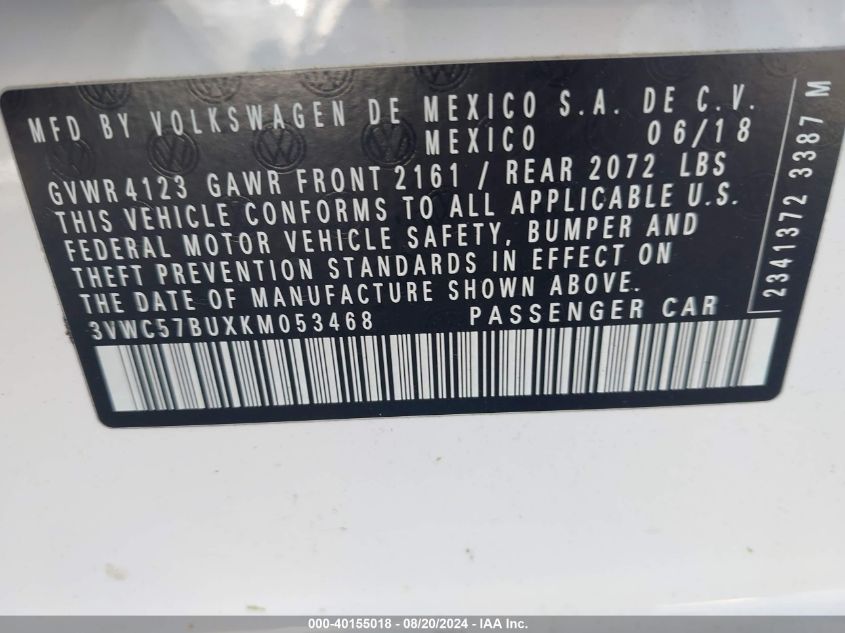 MFD BY VOLKSWAGEN DE MEXICO S.A. DE C.V.
MEXICO 06/18
GVWR 4123 GAWR FRONT 2161 / REAR 2072 LBS
THIS VEHICLE CONFORMS TO ALL APPLICABLE U.S.
FEDERAL MOTOR VEHICLE SAFETY, BUMPER AND
THEFT PREVENTION STANDARDS IN EFFECT ON
THE DATE OF MANUFACTURE SHOWN ABOVE.
3VWC57BUXKM053468 PASSENGER CAR
2341372 3387 M
000-40155018 - 08/20/2024 - IAA Inc.